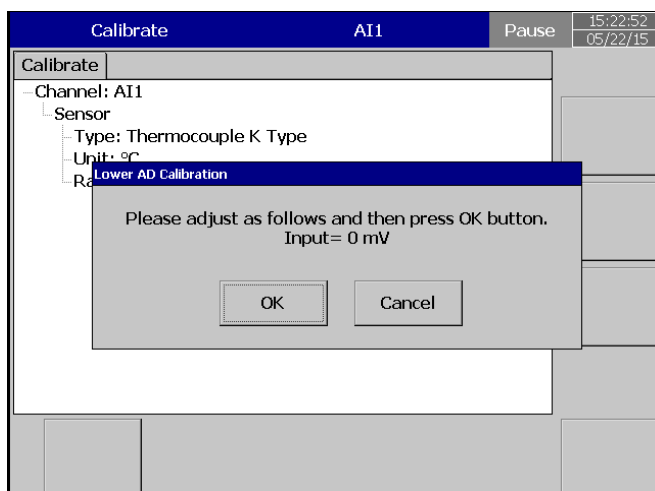 Calibrate AI1 Pause 15:22:52
05/22/15
Calibrate
Channel: AI1
Sensor
Type: Thermocouple K Type
Unit: °C
Ra
Lower AD Calibration
Please adjust as follows and then press OK button.
Input= 0 mV
OK Cancel